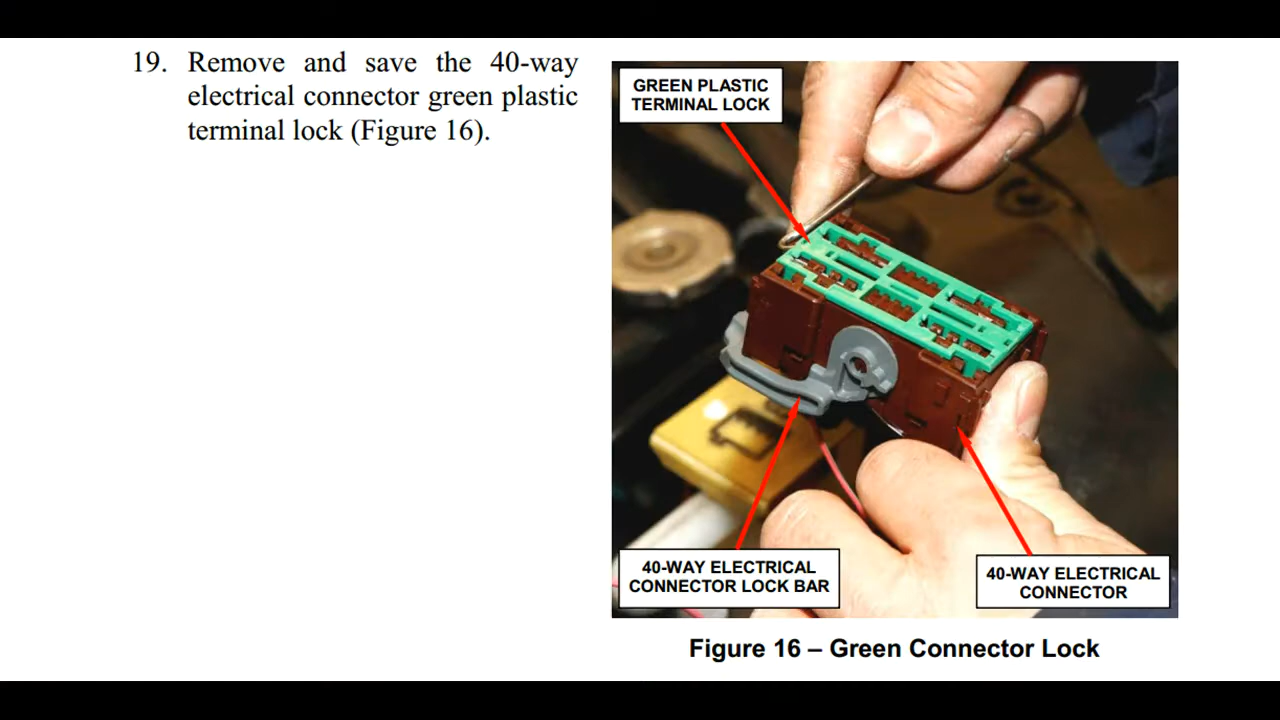 19. Remove and save the 40-way
electrical connector green plastic
terminal lock (Figure 16).
GREEN PLASTIC
TERMINAL LOCK
40-WAY ELECTRICAL
CONNECTOR LOCK BAR
40-WAY ELECTRICAL
CONNECTOR
Figure 16 – Green Connector Lock